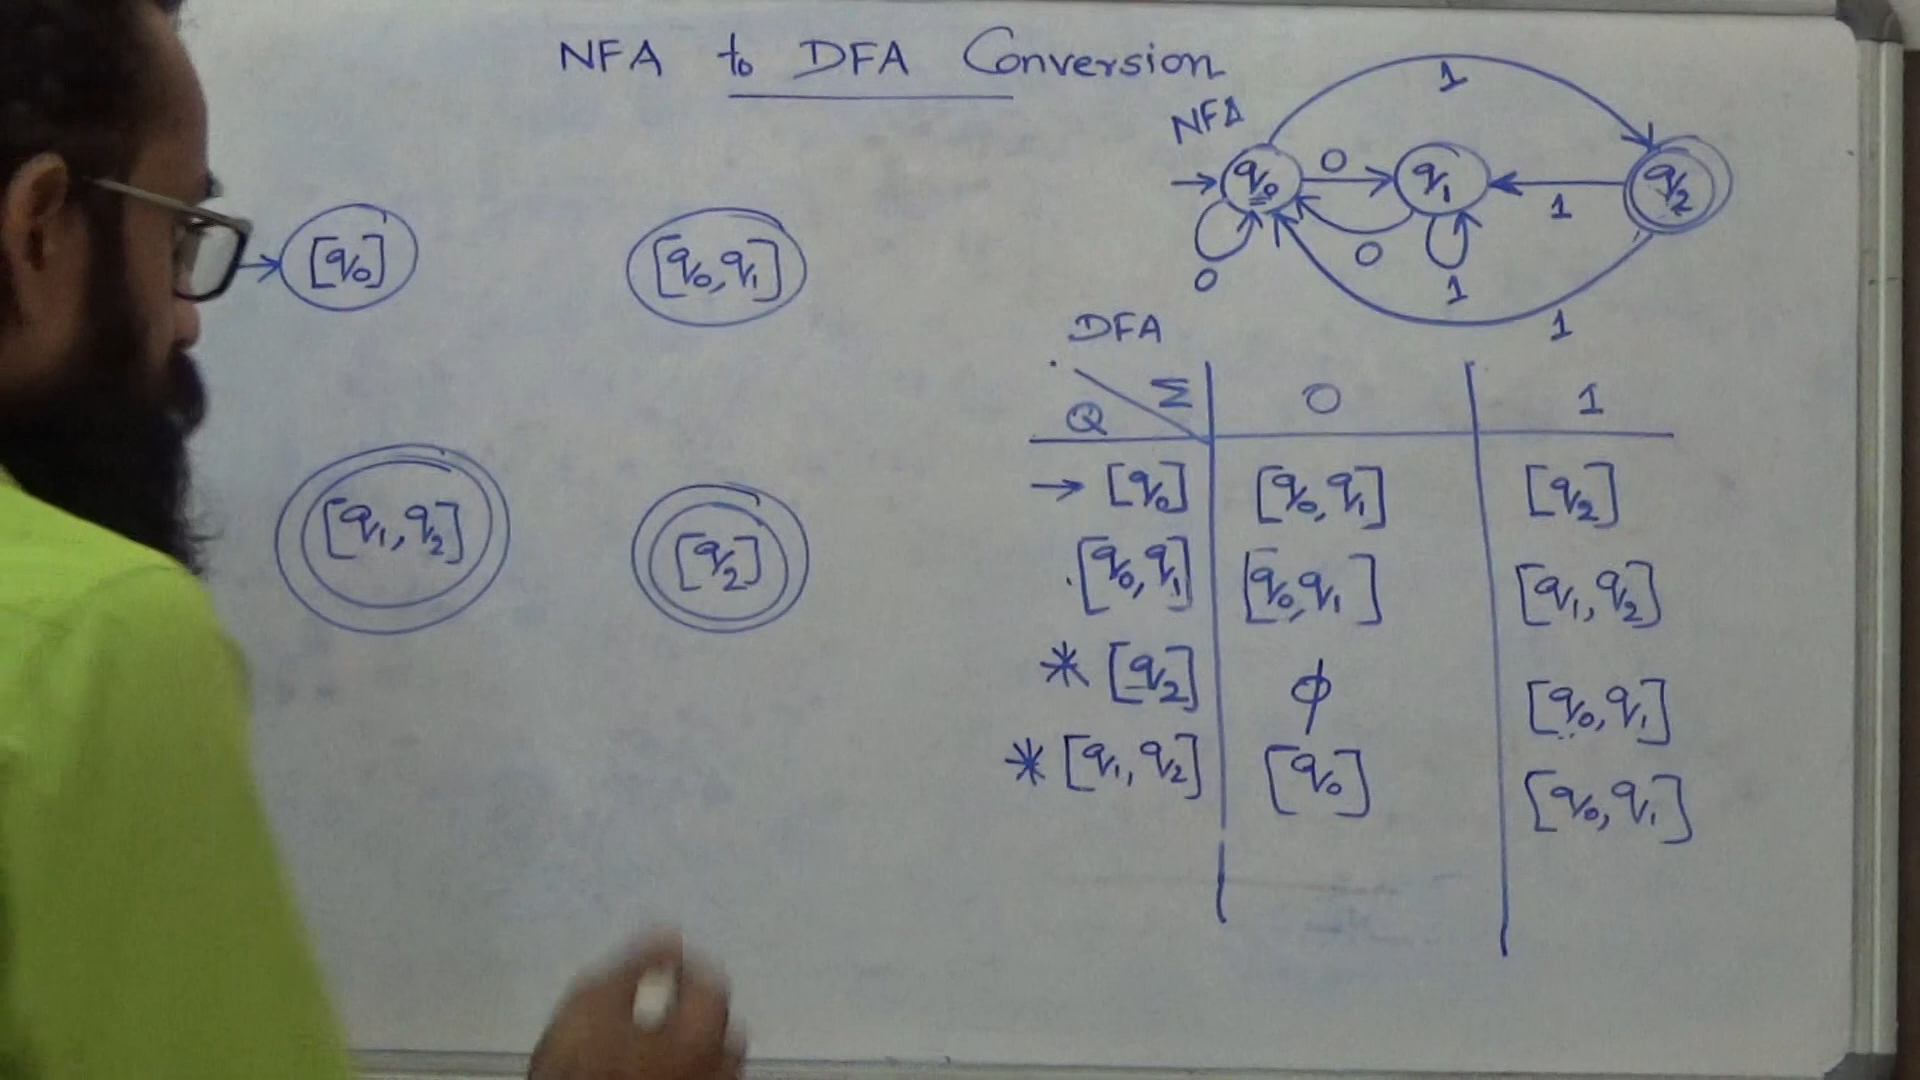 NFA to DFA Conversion
NFA
1
q0 0 q1 1 q2
0 0 1 1
[q0] [q0,q1]
[q1,q2] [q2]
DFA
Q Σ 0 1
→ [q0] [q0,q1] [q2]
[q0,q1] [q0,q1] [q1,q2]
* [q2] ϕ [q0,q1]
* [q1,q2] [q0] [q0,q1]